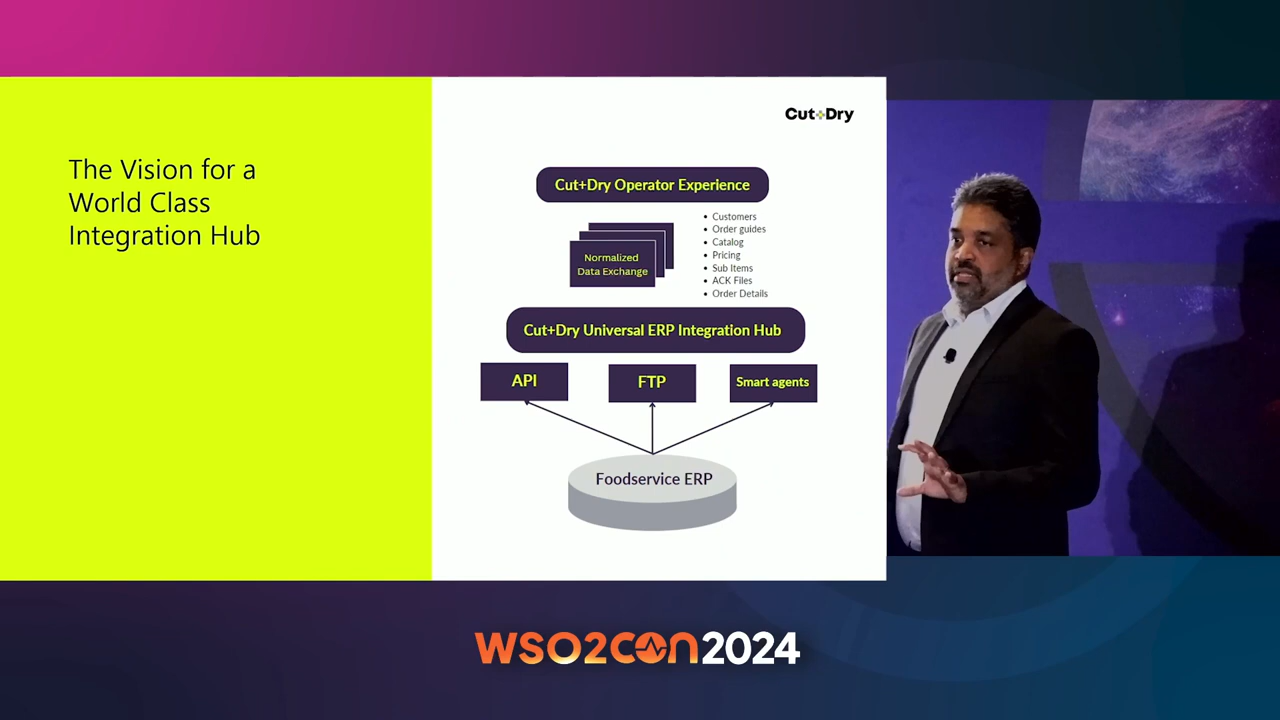 The Vision for a
World Class
Integration Hub
Cut+Dry
Cut+Dry Operator Experience
Normalized
Data Exchange
• Customers
• Order guides
• Catalog
• Pricing
• Sub Items
• ACK Files
• Order Details
Cut+Dry Universal ERP Integration Hub
API
FTP
Smart agents
Foodservice ERP
WSO2CON2024